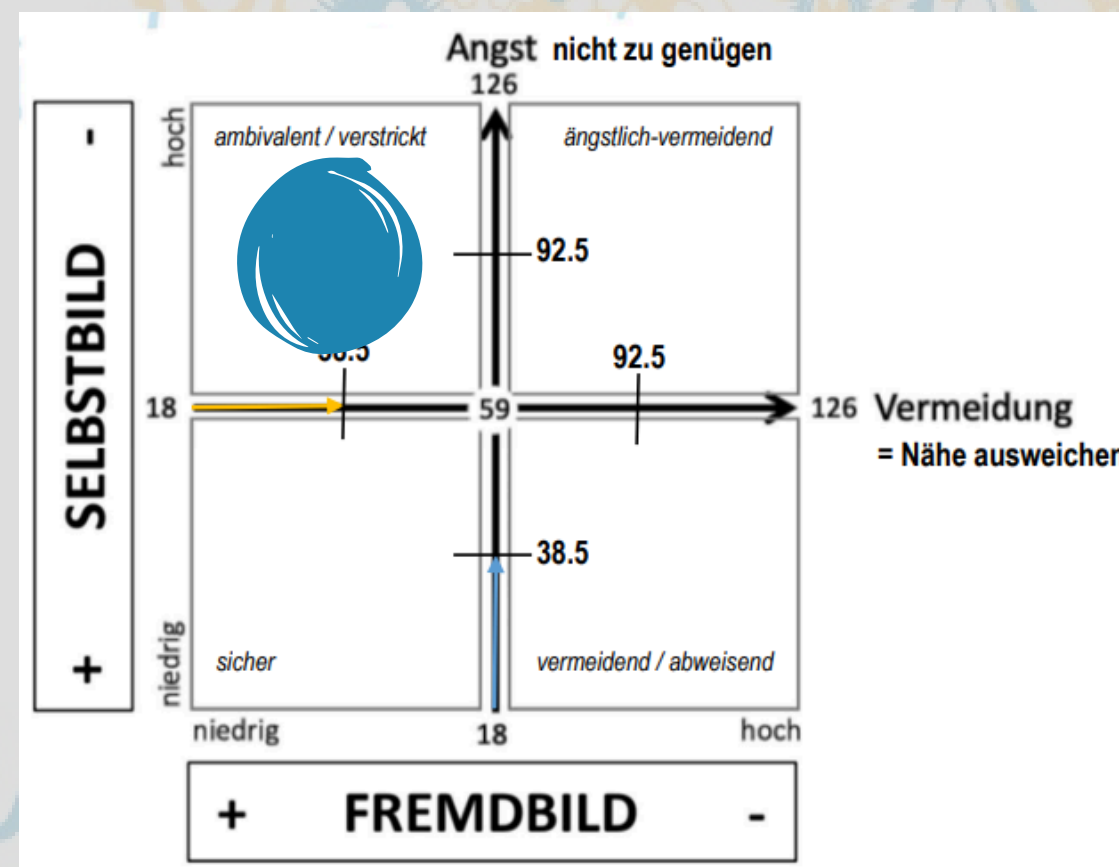 Angst nicht zu genügen
126
SELBSTBILD
-
+
hoch
niedrig
ambivalent / verstrickt
ängstlich-vermeidend
92.5
92.5
18
59
126 Vermeidung
= Nähe ausweichen
38.5
sicher
vermeidend / abweisend
niedrig
18
hoch
+ FREMDBILD -